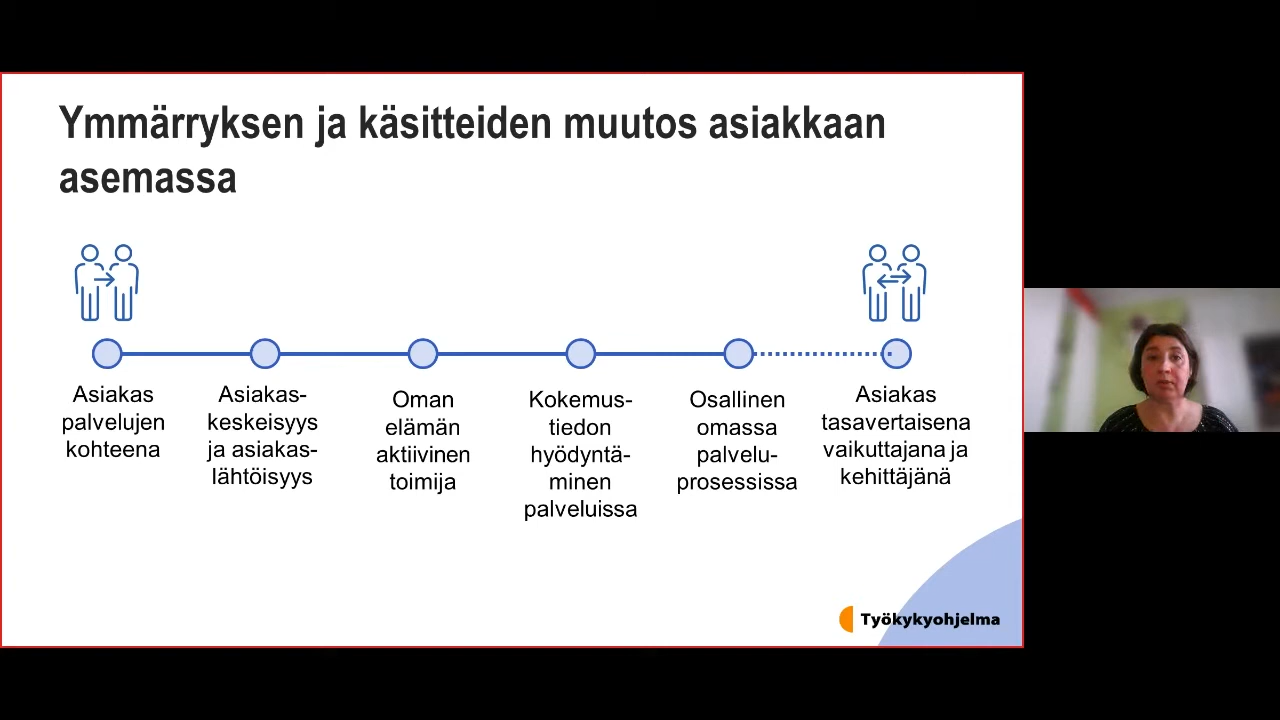 Ymmärryksen ja käsitteiden muutos asiakkaan
asemassa
Asiakas
palvelujen
kohteena
Asiakas-
keskeisyys
ja asiakas-
lähtöisyys
Oman
elämän
aktiivinen
toimija
Kokemus-
tiedon
hyödyntä-
minen
palveluissa
Osallinen
omassa
palvelu-
prosessissa
Asiakas
tasavertaisena
vaikuttajana ja
kehittäjänä
Työkykyohjelma